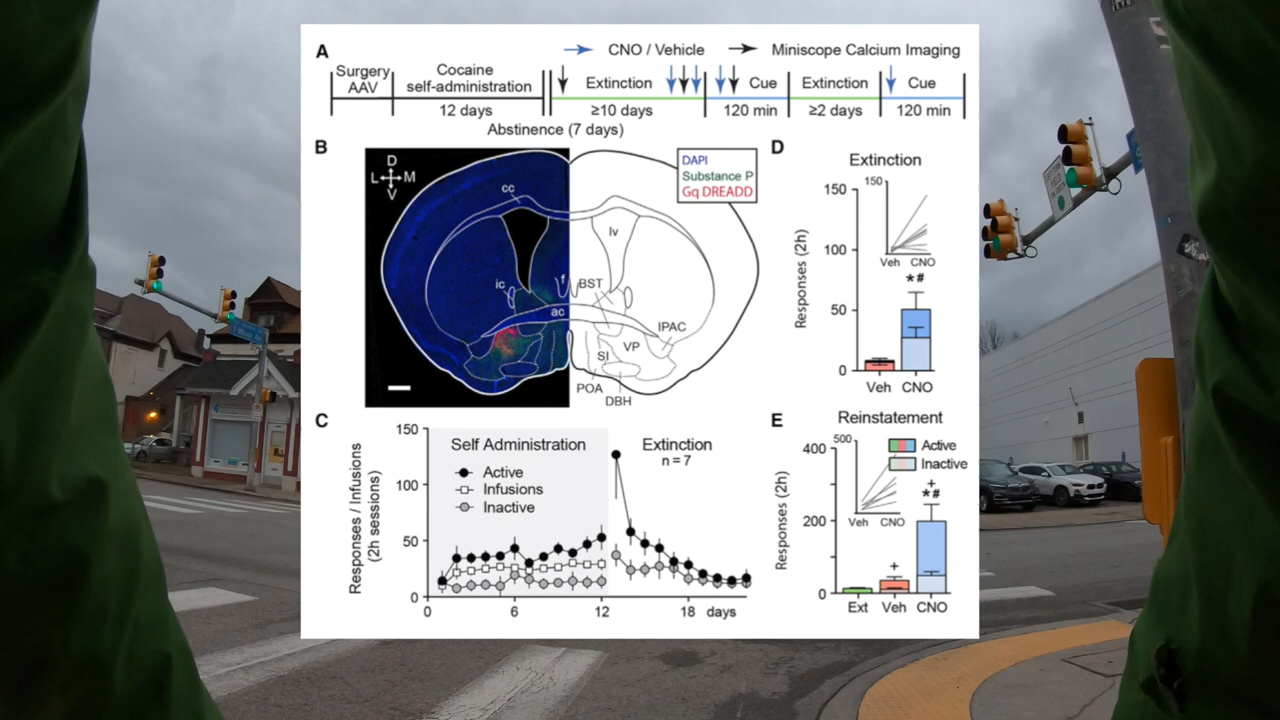 A
CNO / Vehicle
Miniscope Calcium Imaging
Surgery
AAV
Cocaine
self-administration
Extinction
Cue
Extinction
Cue
12 days
≥10 days
120 min
≥2 days
120 min
Abstinence (7 days)
B
D
L M
V
cc
ic
f
ac
lv
BST
IPAC
VP
SI
POA
DBH
DAPI
Substance P
Gq DREADD
D
Extinction
Responses (2h)
150
100
50
0
150
Veh CNO
*#
Veh CNO
C
Responses / Infusions
(2h sessions)
150
100
50
0
Self Administration
Active
Infusions
Inactive
Extinction
n = 7
0 6 12 18 days
E
Reinstatement
Responses (2h)
400
200
0
500
Veh CNO
Active
Inactive
+
+
*#
Ext Veh CNO